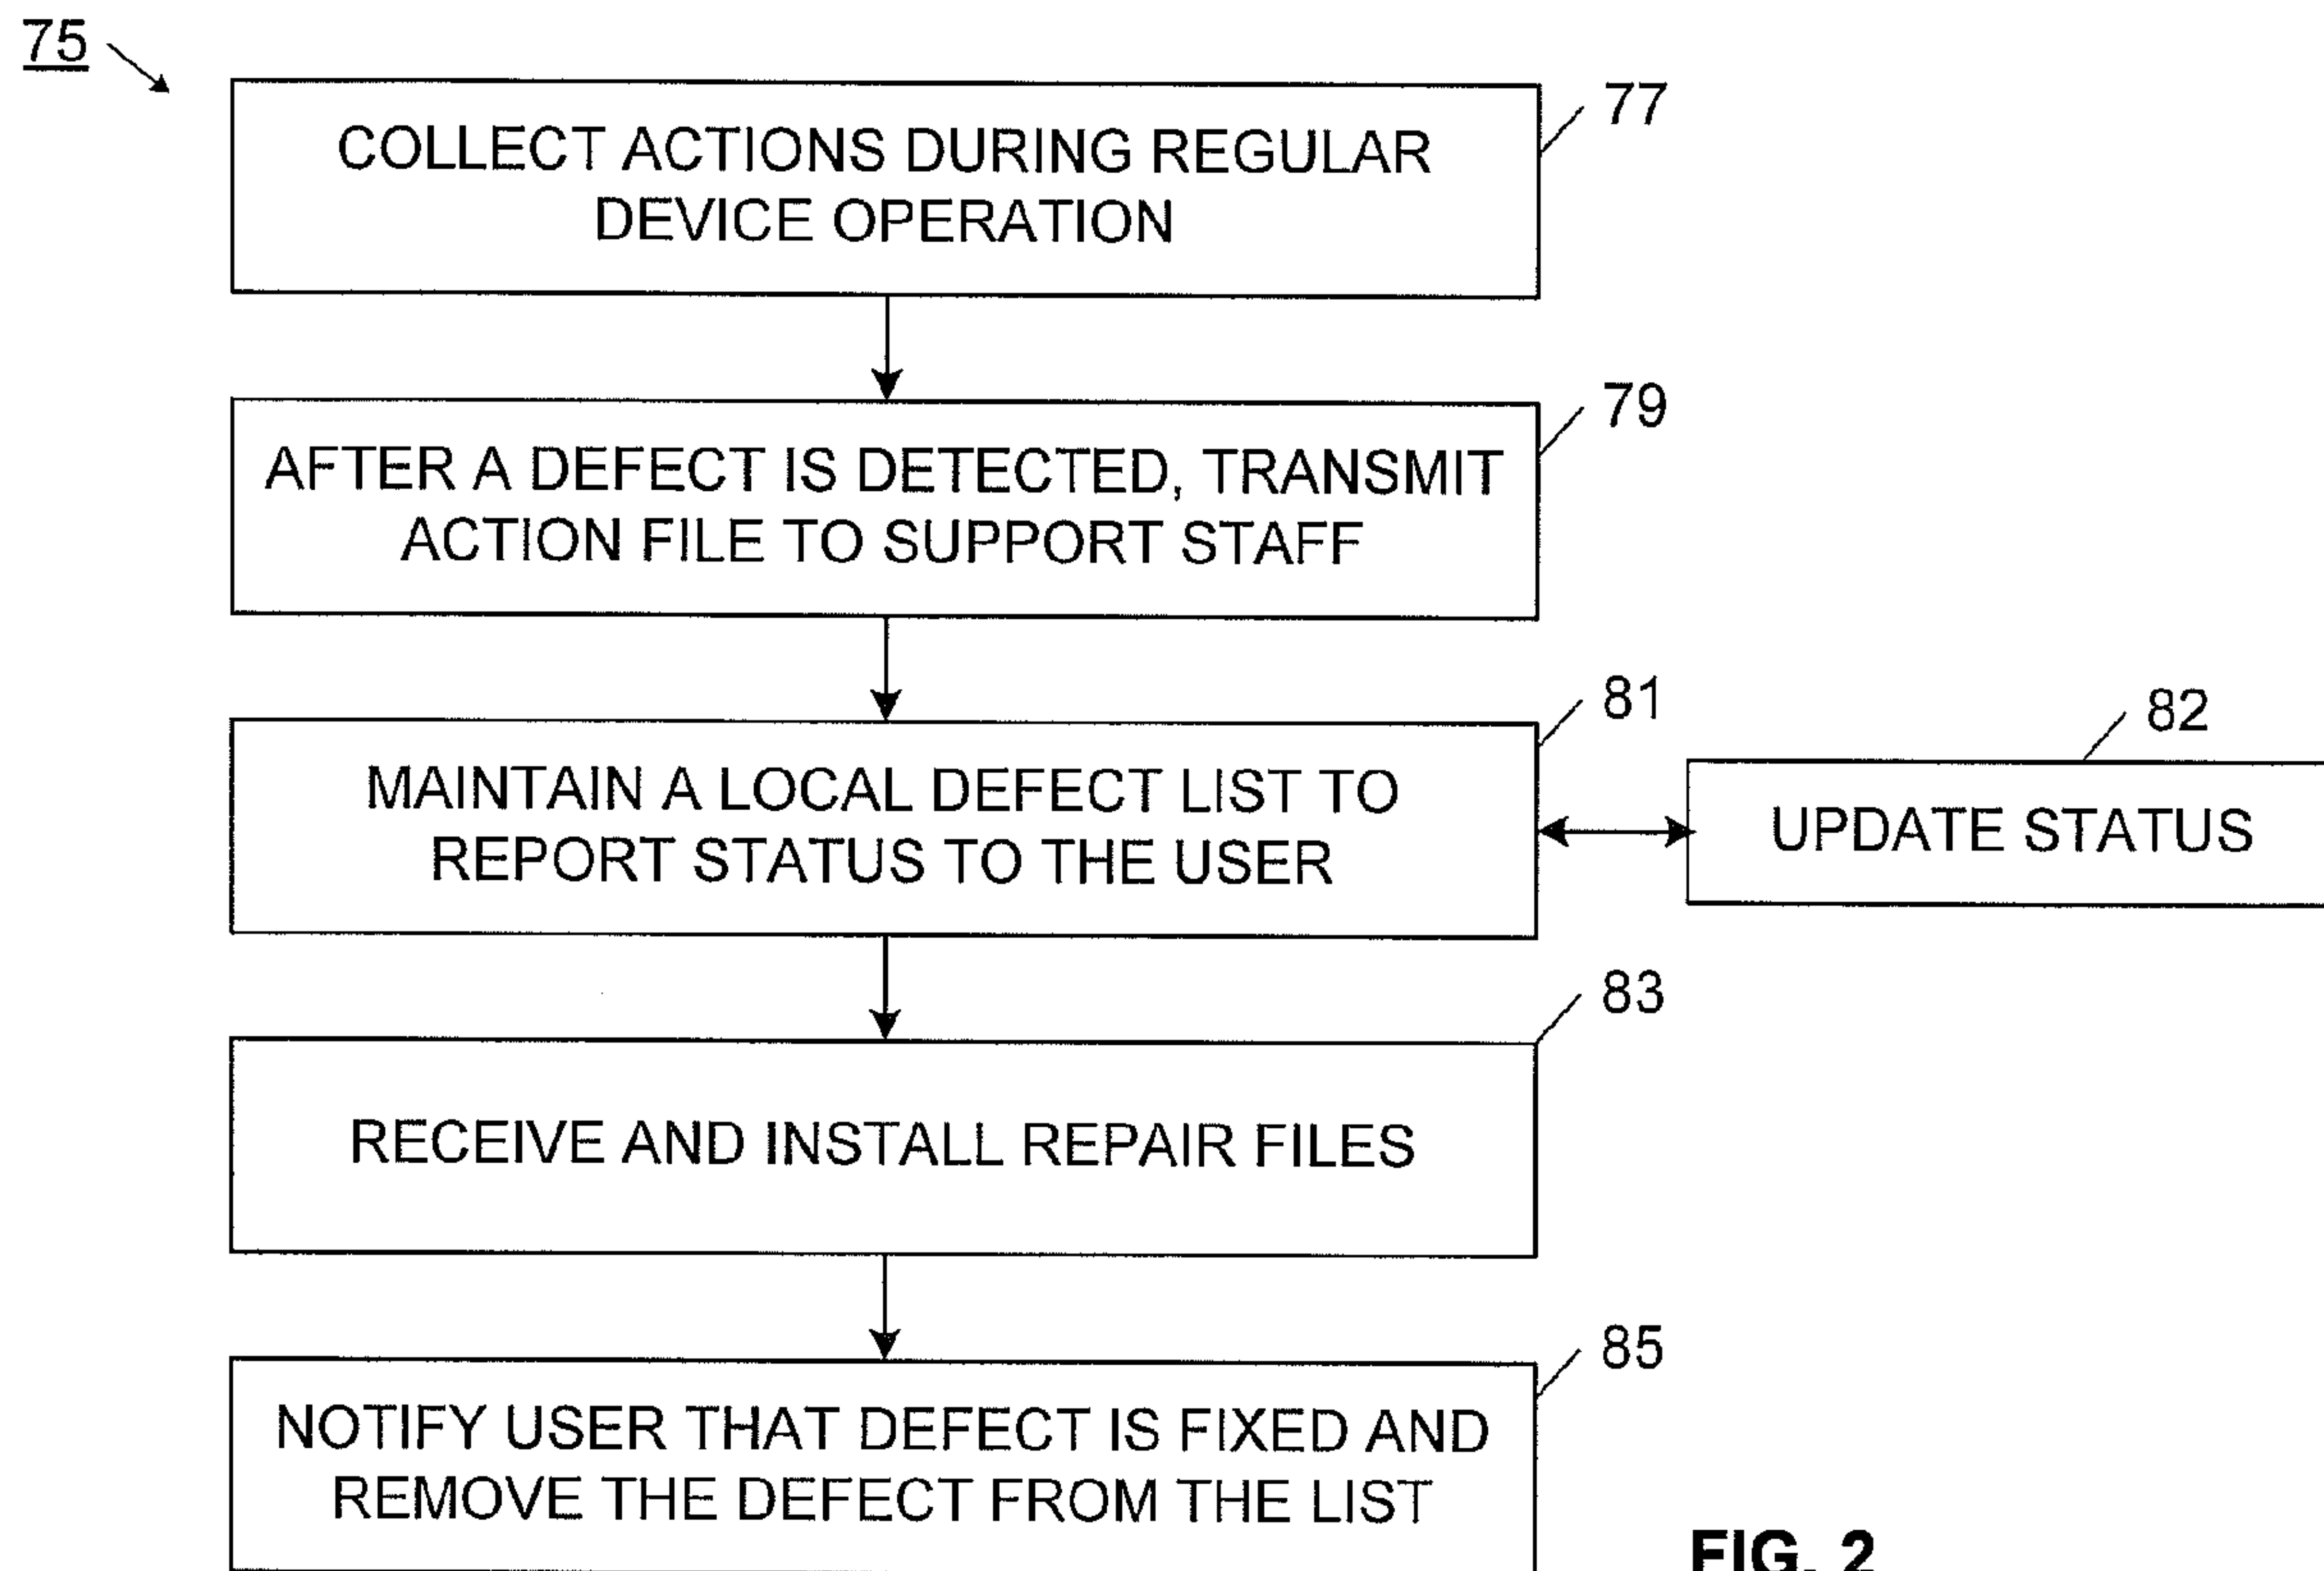 75
77
COLLECT ACTIONS DURING REGULAR
DEVICE OPERATION
79
AFTER A DEFECT IS DETECTED, TRANSMIT
ACTION FILE TO SUPPORT STAFF
81
MAINTAIN A LOCAL DEFECT LIST TO
REPORT STATUS TO THE USER
82
UPDATE STATUS
83
RECEIVE AND INSTALL REPAIR FILES
85
NOTIFY USER THAT DEFECT IS FIXED AND
REMOVE THE DEFECT FROM THE LIST
FIG. 2